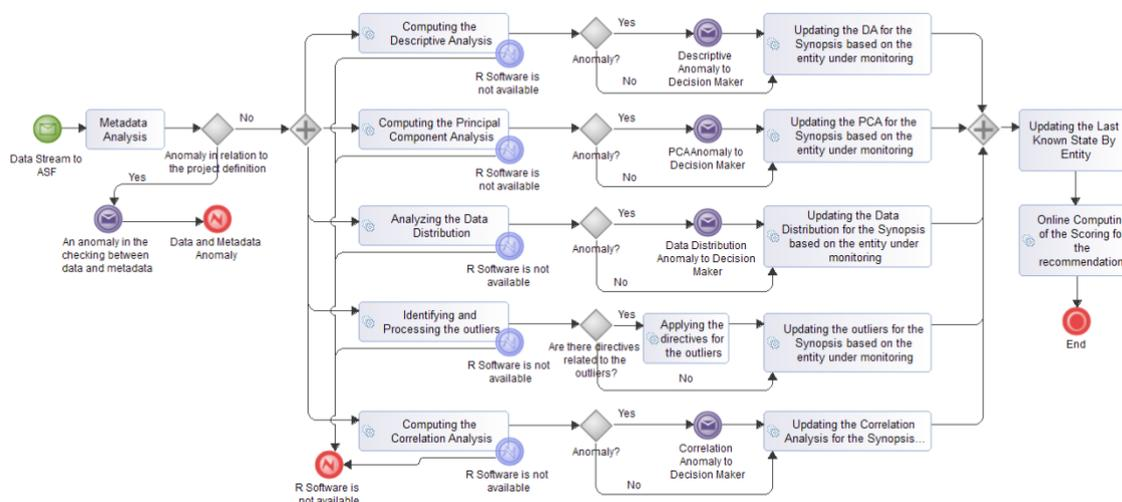 Computing the
Descriptive Analysis
R Software is
not available
Yes
Anomaly?
No
Descriptive
Anomaly to
Decision Maker
Updating the DA for the
Synopsis based on the
entity under monitoring
Data Stream to
ASF
Metadata
Analysis
No
Anomaly in relation to
the project definition
Yes
An anomaly in the
checking between
data and metadata
Data and Metadata
Anomaly
Computing the Principal
Component Analysis
R Software is
not available
Yes
Anomaly?
No
PCA Anomaly to
Decision Maker
Updating the PCA for the
Synopsis based on the
entity under monitoring
Updating the Last
Known State By
Entity
Analyzing the Data
Distribution
R Software is not
available
Yes
Anomaly?
No
Data Distribution
Anomaly to Decision
Maker
Updating the Data
Distribution for the Synopsis
based on the entity under
monitoring
Online Computin
of the Scoring fo
the
recommendation
End
Identifying and
Processing the outliers
R Software is not
available
Yes
Are there directives
related to the
outliers?
No
Applying the
directives for
the outliers
Updating the outliers for the
Synopsis based on the
entity under monitoring
Computing the
Correlation Analysis
R Software is not
available
Yes
Anomaly?
No
Correlation
Anomaly to
Decision Maker
Updating the Correlation
Analysis for the Synopsis...
R Software is
not available